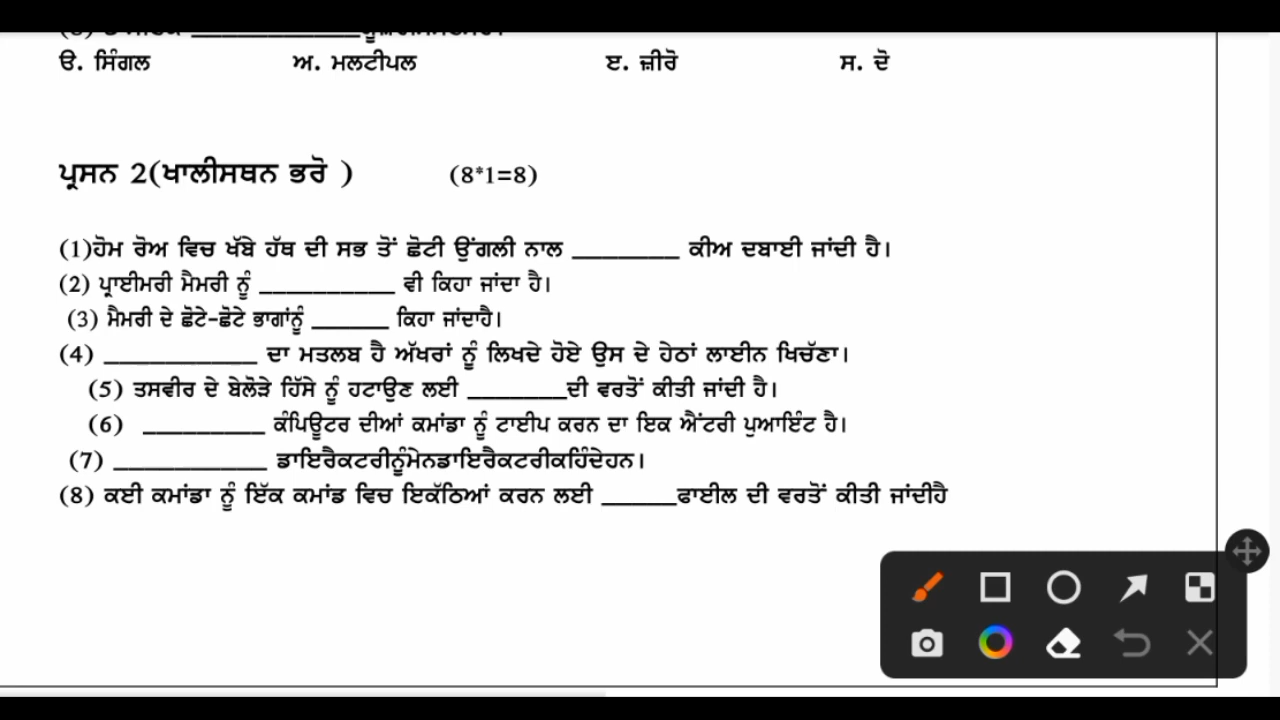 ੳ. ਸਿੰਗਲ ਅ. ਮਲਟੀਪਲ ੲ. ਜ਼ੀਰੋ ਸ. ਦੋ
ਪ੍ਰਸਨ 2(ਖਾਲੀਸਥਨ ਭਰੋ ) (8*1=8)
(1)ਹੋਮ ਰੋਅ ਵਿਚ ਖੱਬੇ ਹੱਥ ਦੀ ਸਭ ਤੋਂ ਛੋਟੀ ਉਂਗਲੀ ਨਾਲ ________ ਕੀਅ ਦਬਾਈ ਜਾਂਦੀ ਹੈ।
(2) ਪ੍ਰਾਈਮਰੀ ਮੈਮਰੀ ਨੂੰ __________ ਵੀ ਕਿਹਾ ਜਾਂਦਾ ਹੈ।
(3) ਮੈਮਰੀ ਦੇ ਛੋਟੇ-ਛੋਟੇ ਭਾਗਾਂਨੂੰ ______ ਕਿਹਾ ਜਾਂਦਾਹੈ।
(4) ____________ ਦਾ ਮਤਲਬ ਹੈ ਅੱਖਰਾਂ ਨੂੰ ਲਿਖਦੇ ਹੋਏ ਉਸ ਦੇ ਹੇਠਾਂ ਲਾਈਨ ਖਿਚੱਣਾ।
(5) ਤਸਵੀਰ ਦੇ ਬੇਲੋੜੇ ਹਿੱਸੇ ਨੂੰ ਹਟਾਉਣ ਲਈ ________ਦੀ ਵਰਤੋਂ ਕੀਤੀ ਜਾਂਦੀ ਹੈ।
(6) _________ ਕੰਪਿਊਟਰ ਦੀਆਂ ਕਮਾਂਡਾ ਨੂੰ ਟਾਈਪ ਕਰਨ ਦਾ ਇਕ ਐਂਟਰੀ ਪੁਆਇੰਟ ਹੈ।
(7) ____________ ਡਾਇਰੈਕਟਰੀਨੂੰਮੇਨਡਾਇਰੈਕਟਰੀਕਹਿੰਦੇਹਨ।
(8) ਕਈ ਕਮਾਂਡਾ ਨੂੰ ਇੱਕ ਕਮਾਂਡ ਵਿਚ ਇਕੱਠਿਆਂ ਕਰਨ ਲਈ ______ਫਾਈਲ ਦੀ ਵਰਤੋਂ ਕੀਤੀ ਜਾਂਦੀਹੈ